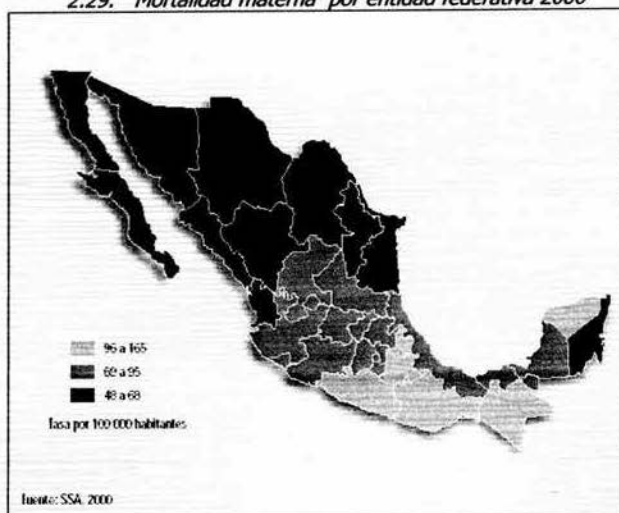 2.29. Mortalidad materna por entidad federativa 2000
96 a 165
69 a 95
48 a 68
Tasa por 100 000 habitantes
Fuente: SSA, 2000